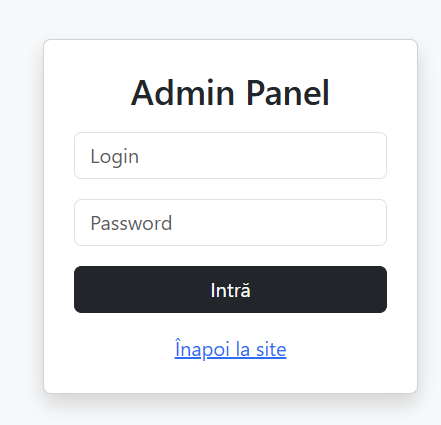 Admin Panel
Login
Password
Intră
Înapoi la site